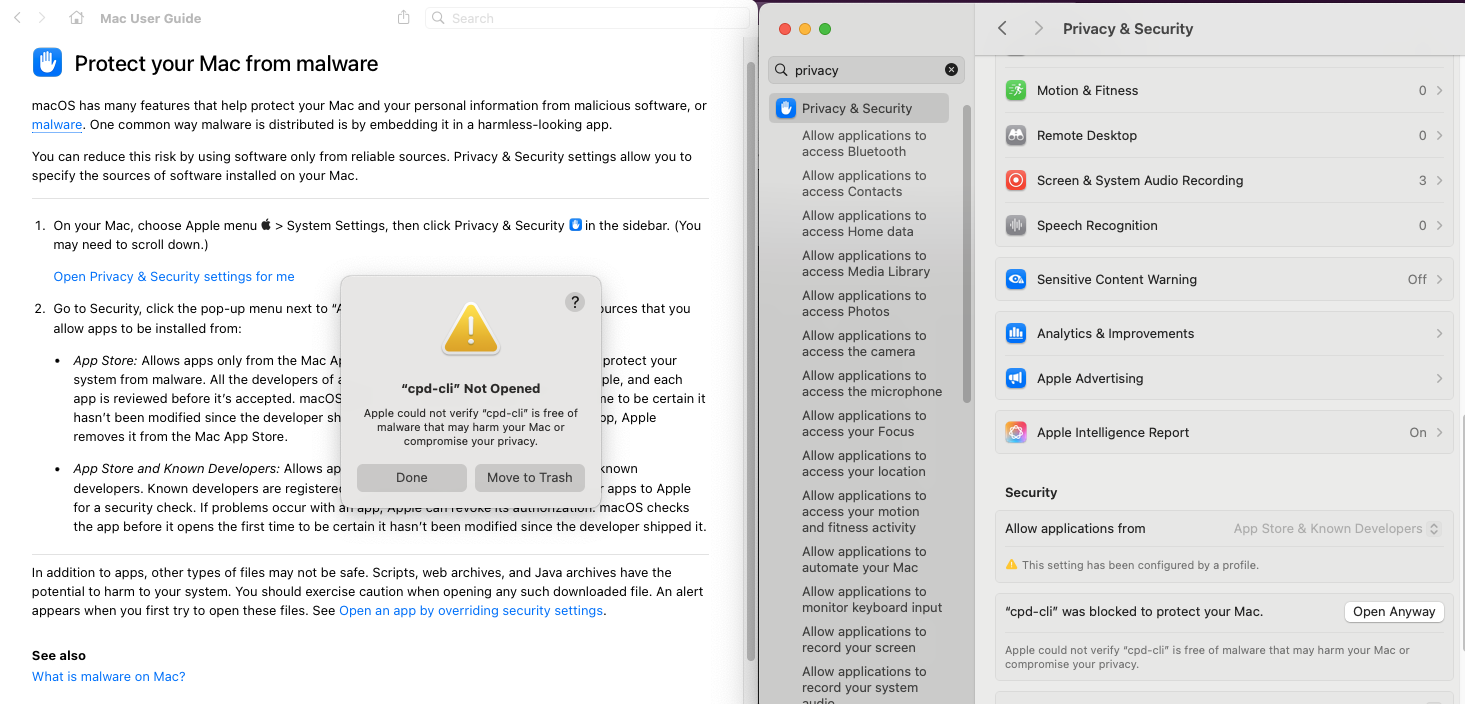 Mac User Guide
Search
Protect your Mac from malware
macOS has many features that help protect your Mac and your personal information from malicious software, or
malware. One common way malware is distributed is by embedding it in a harmless-looking app.
You can reduce this risk by using software only from reliable sources. Privacy & Security settings allow you to
specify the sources of software installed on your Mac.
1. On your Mac, choose Apple menu > System Settings, then click Privacy & Security in the sidebar. (You
may need to scroll down.)
Open Privacy & Security settings for me
2. Go to Security, click the pop-up menu next to “A
ources that you
allow apps to be installed from:
• App Store: Allows apps only from the Mac Ap
protect your
system from malware. All the developers of a
ple, and each
app is reviewed before it’s accepted. macOS
me to be certain it
hasn’t been modified since the developer sh
pp, Apple
removes it from the Mac App Store.
• App Store and Known Developers: Allows ap
known
developers. Known developers are registered
r apps to Apple
for a security check. If problems occur with an app, Apple can revoke its authorization. macOS checks
the app before it opens the first time to be certain it hasn’t been modified since the developer shipped it.
In addition to apps, other types of files may not be safe. Scripts, web archives, and Java archives have the
potential to harm to your system. You should exercise caution when opening any such downloaded file. An alert
appears when you first try to open these files. See Open an app by overriding security settings.
See also
What is malware on Mac?
?
“cpd-cli” Not Opened
Apple could not verify “cpd-cli” is free of
malware that may harm your Mac or
compromise your privacy.
Done
Move to Trash
privacy
Privacy & Security
Allow applications to
access Bluetooth
Allow applications to
access Contacts
Allow applications to
access Home data
Allow applications to
access Media Library
Allow applications to
access Photos
Allow applications to
access the camera
Allow applications to
access the microphone
Allow applications to
access your Focus
Allow applications to
access your location
Allow applications to
access your motion
and fitness activity
Allow applications to
automate your Mac
Allow applications to
monitor keyboard input
Allow applications to
record your screen
Allow applications to
record your system
audio
Privacy & Security
Motion & Fitness 0
Remote Desktop 0
Screen & System Audio Recording 3
Speech Recognition 0
Sensitive Content Warning Off
Analytics & Improvements
Apple Advertising
Apple Intelligence Report On
Security
Allow applications from App Store & Known Developers
This setting has been configured by a profile.
“cpd-cli” was blocked to protect your Mac. Open Anyway
Apple could not verify “cpd-cli” is free of malware that may harm your Mac or
compromise your privacy.